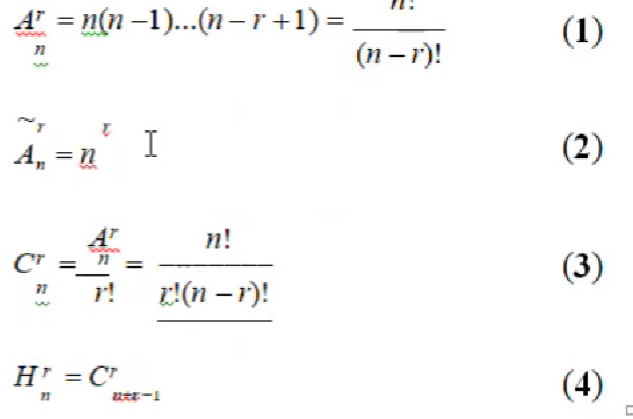 A^r_n = n(n − 1)...(n − r + 1) = n! / (n − r)! (1)
Ã^r_n = n^r (2)
C^r_n = A^r_n / r! = n! / r!(n − r)! (3)
H^r_n = C^r_{n+r−1} (4)